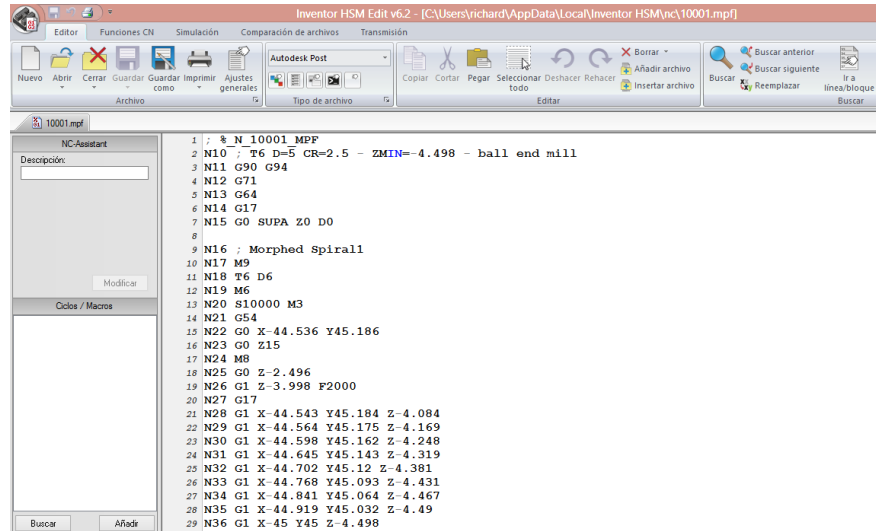 Inventor HSM Edit v6.2 - [C:\Users\richard\AppData\Local\Inventor HSM\nc\10001.mpf]
Editor Funciones CN Simulación Comparación de archivos Transmisión
Nuevo Abrir Cerrar Guardar Guardar como Imprimir Ajustes generales
Archivo
Autodesk Post
Tipo de archivo
Copiar Cortar Pegar Seleccionar todo Deshacer Rehacer
Borrar
Añadir archivo
Insertar archivo
Editar
Buscar
Buscar anterior
Buscar siguiente
Reemplazar
Ir a línea/bloque
Buscar
10001.mpf
NC-Assistant
Descripción:
Modificar
Ciclos / Macros
Buscar Añadir
1 ; %_N_10001_MPF
2 N10 ; T6 D=5 CR=2.5 - ZMIN=-4.498 - ball end mill
3 N11 G90 G94
4 N12 G71
5 N13 G64
6 N14 G17
7 N15 G0 SUPA Z0 D0
8
9 N16 ; Morphed Spiral1
10 N17 M9
11 N18 T6 D6
12 N19 M6
13 N20 S10000 M3
14 N21 G54
15 N22 G0 X-44.536 Y45.186
16 N23 G0 Z15
17 N24 M8
18 N25 G0 Z-2.496
19 N26 G1 Z-3.998 F2000
20 N27 G17
21 N28 G1 X-44.543 Y45.184 Z-4.084
22 N29 G1 X-44.564 Y45.175 Z-4.169
23 N30 G1 X-44.598 Y45.162 Z-4.248
24 N31 G1 X-44.645 Y45.143 Z-4.319
25 N32 G1 X-44.702 Y45.12 Z-4.381
26 N33 G1 X-44.768 Y45.093 Z-4.431
27 N34 G1 X-44.841 Y45.064 Z-4.467
28 N35 G1 X-44.919 Y45.032 Z-4.49
29 N36 G1 X-45 Y45 Z-4.498